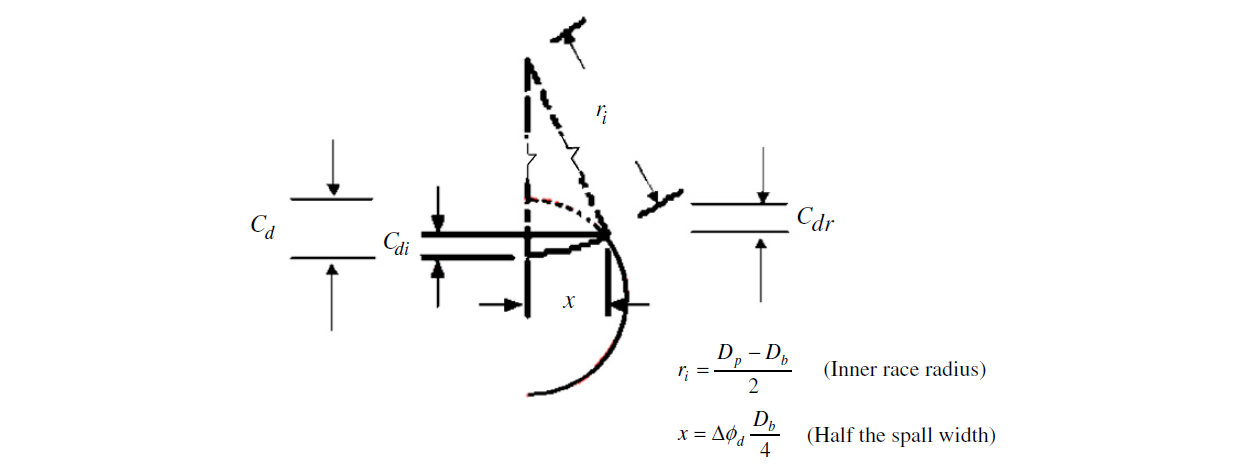 r_i
C_d
C_di
C_dr
x
r_i = (D_p − D_b) / 2 (Inner race radius)
x = Δϕ_d D_b / 4 (Half the spall width)